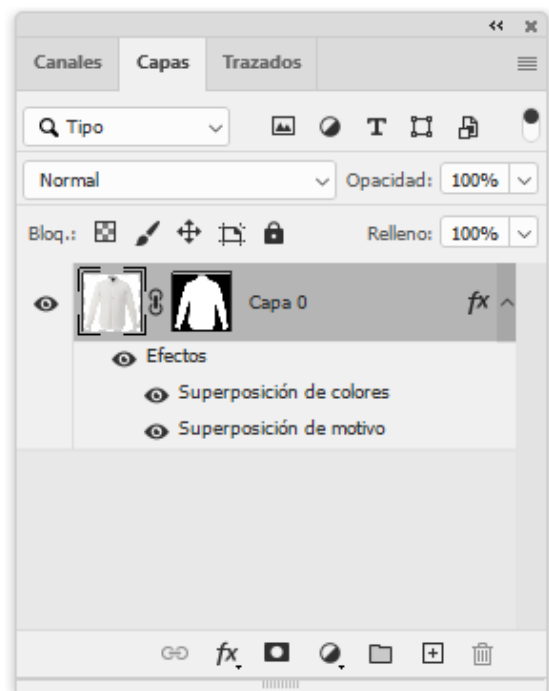 Canales Capas Trazados
Tipo
Normal Opacidad: 100%
Bloq.: Relleno: 100%
Capa 0 fx
Efectos
Superposición de colores
Superposición de motivo
fx